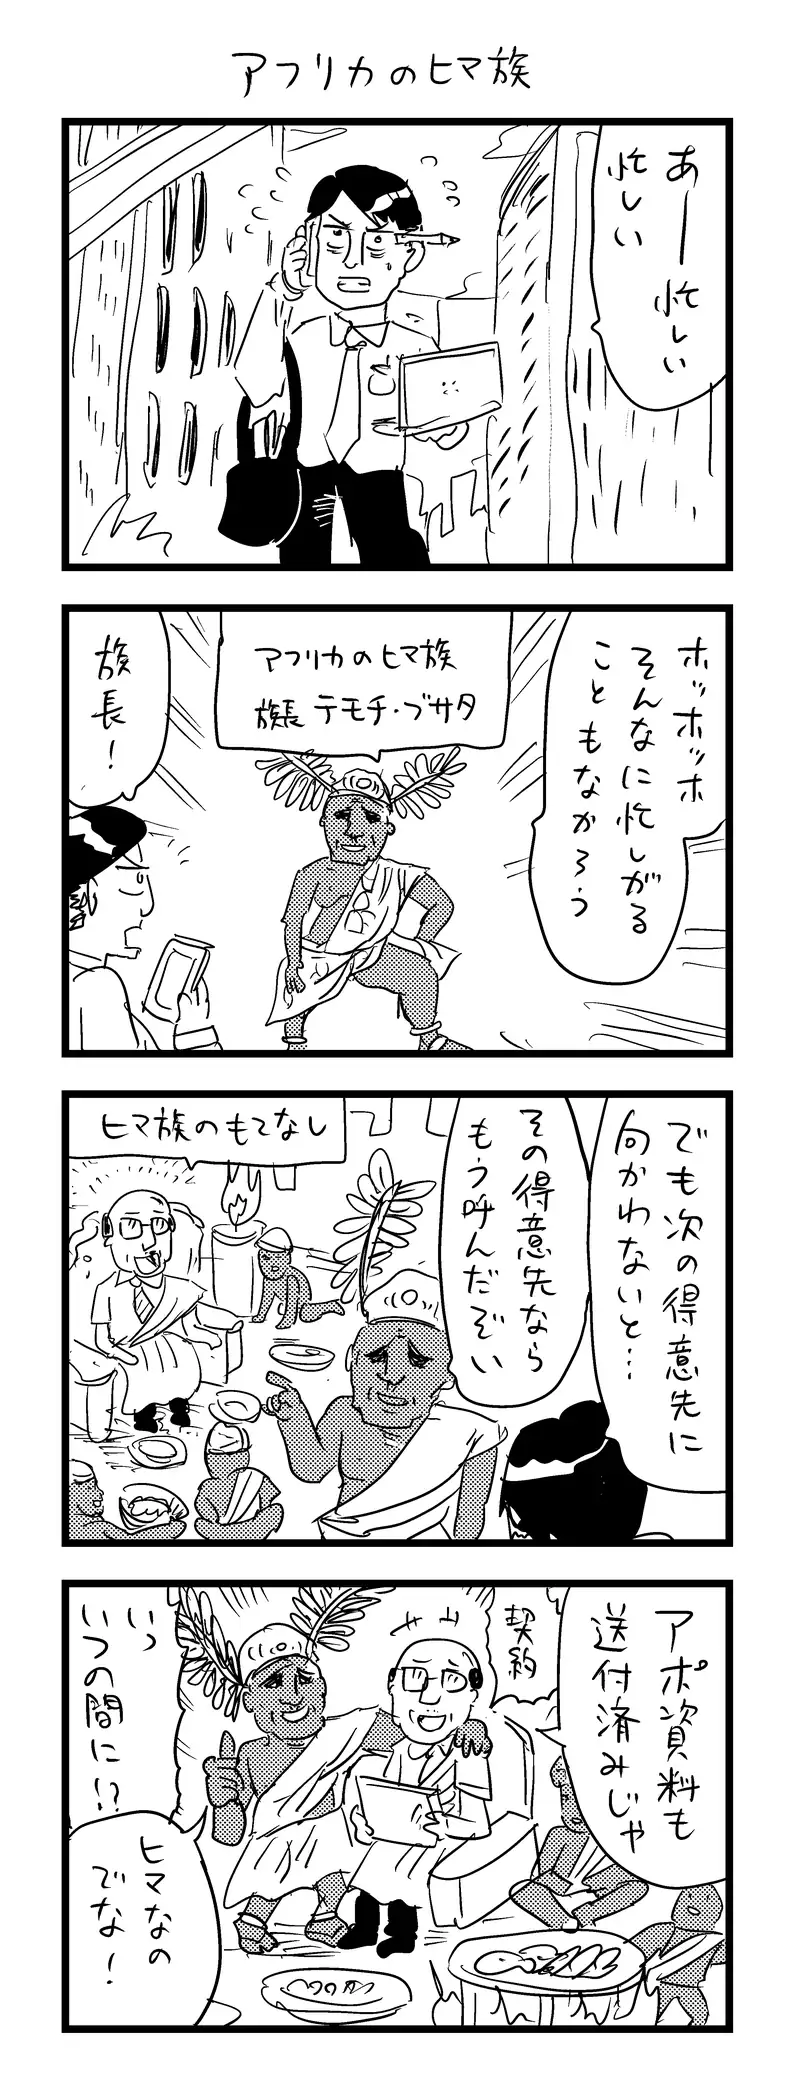 アフリカのヒマ族
あー忙しい
忙しい
ホッホッホ
そんなに忙しがる
こともなかろう
アフリカのヒマ族
族長 テモチ・ブサタ
族長!
でも次の得意先に
向かわないと…
その得意先なら
もう呼んだぞい
ヒマ族のもてなし
アポ資料も
送付済みじゃ
契約
いっ
いつの間に!?
ヒマなの
でな!